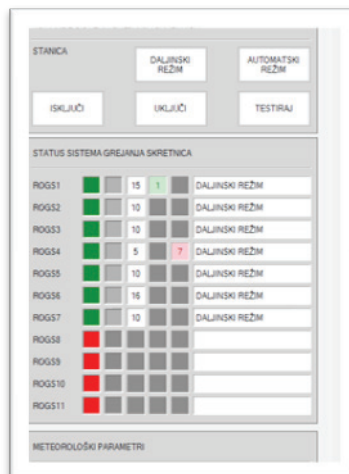 STANICA
DALJINSKI REŽIM
AUTOMATSKI REŽIM
ISKLJUČI UKLJUČI TESTIRAJ
STATUS SISTEMA GREJANJA SKRETNICA
ROGS1 15 1 DALJINSKI REŽIM
ROGS2 10 DALJINSKI REŽIM
ROGS3 10 DALJINSKI REŽIM
ROGS4 5 7 DALJINSKI REŽIM
ROGS5 10 DALJINSKI REŽIM
ROGS6 16 DALJINSKI REŽIM
ROGS7 10 DALJINSKI REŽIM
ROGS8
ROGS9
ROGS10
ROGS11
METEOROLOŠKI PARAMETRI